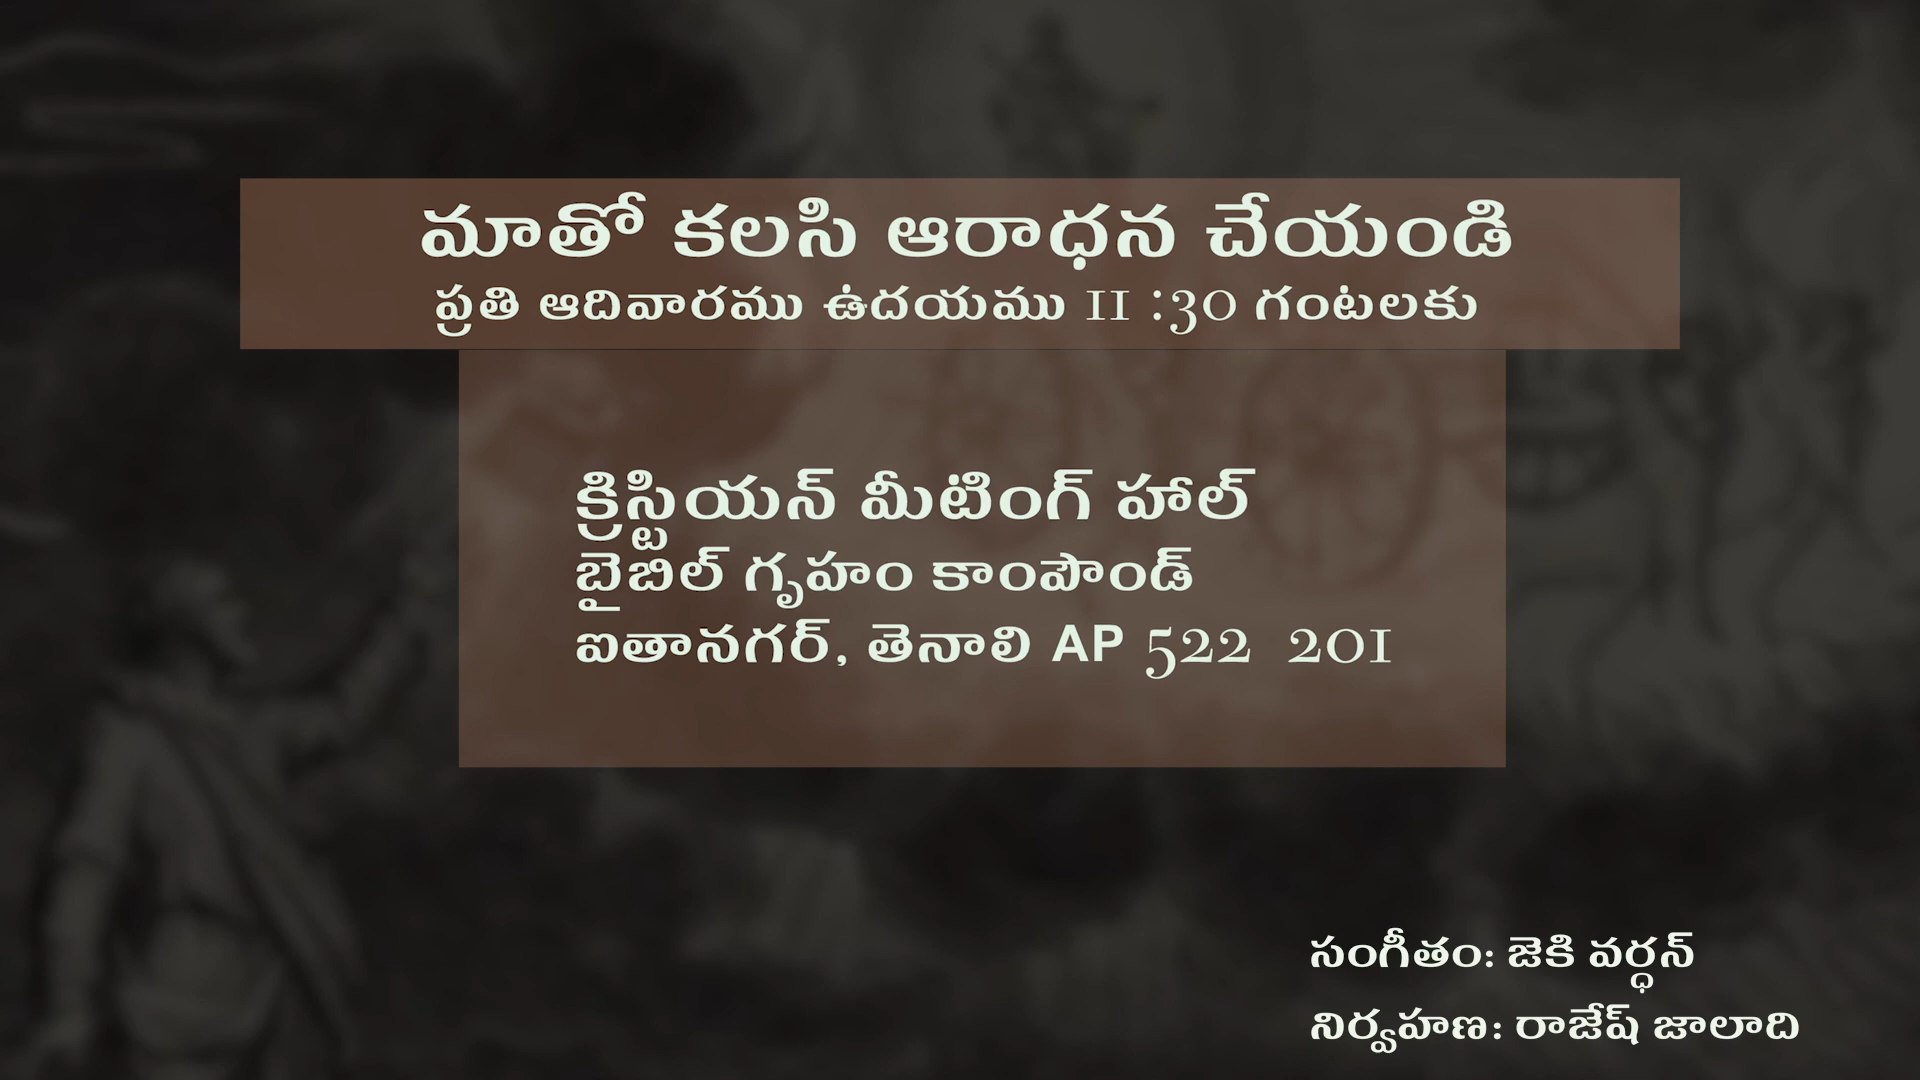 మాతో కలసి ఆరాధన చేయండి
ప్రతి ఆదివారము ఉదయము 11 :30 గంటలకు
క్రిస్టియన్ మీటింగ్ హాల్
బైబిల్ గృహం కాంపౌండ్
ఐతానగర్, తెనాలి AP 522 201
సంగీతం: జెకి వర్ధన్
నిర్వహణ: రాజేష్ జాలాది